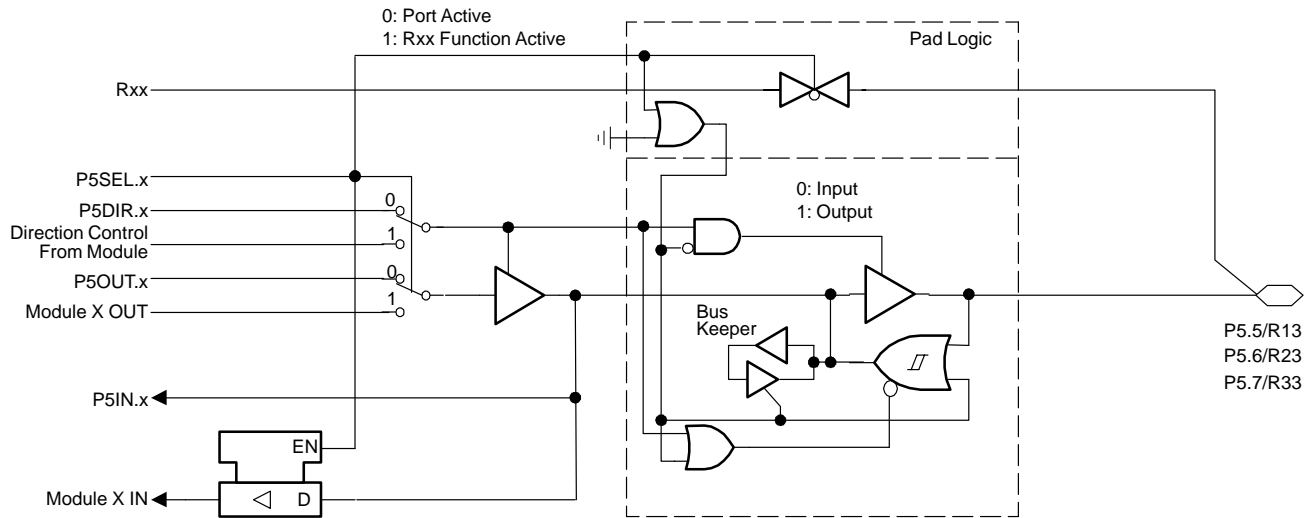 0: Port Active
1: Rxx Function Active
Pad Logic
Rxx
P5SEL.x
0
P5DIR.x
Direction Control
From Module
1
P5OUT.x
0
1
Module X OUT
0: Input
1: Output
Bus
Keeper
P5.5/R13
P5.6/R23
P5.7/R33
P5IN.x
EN
Module X IN
D